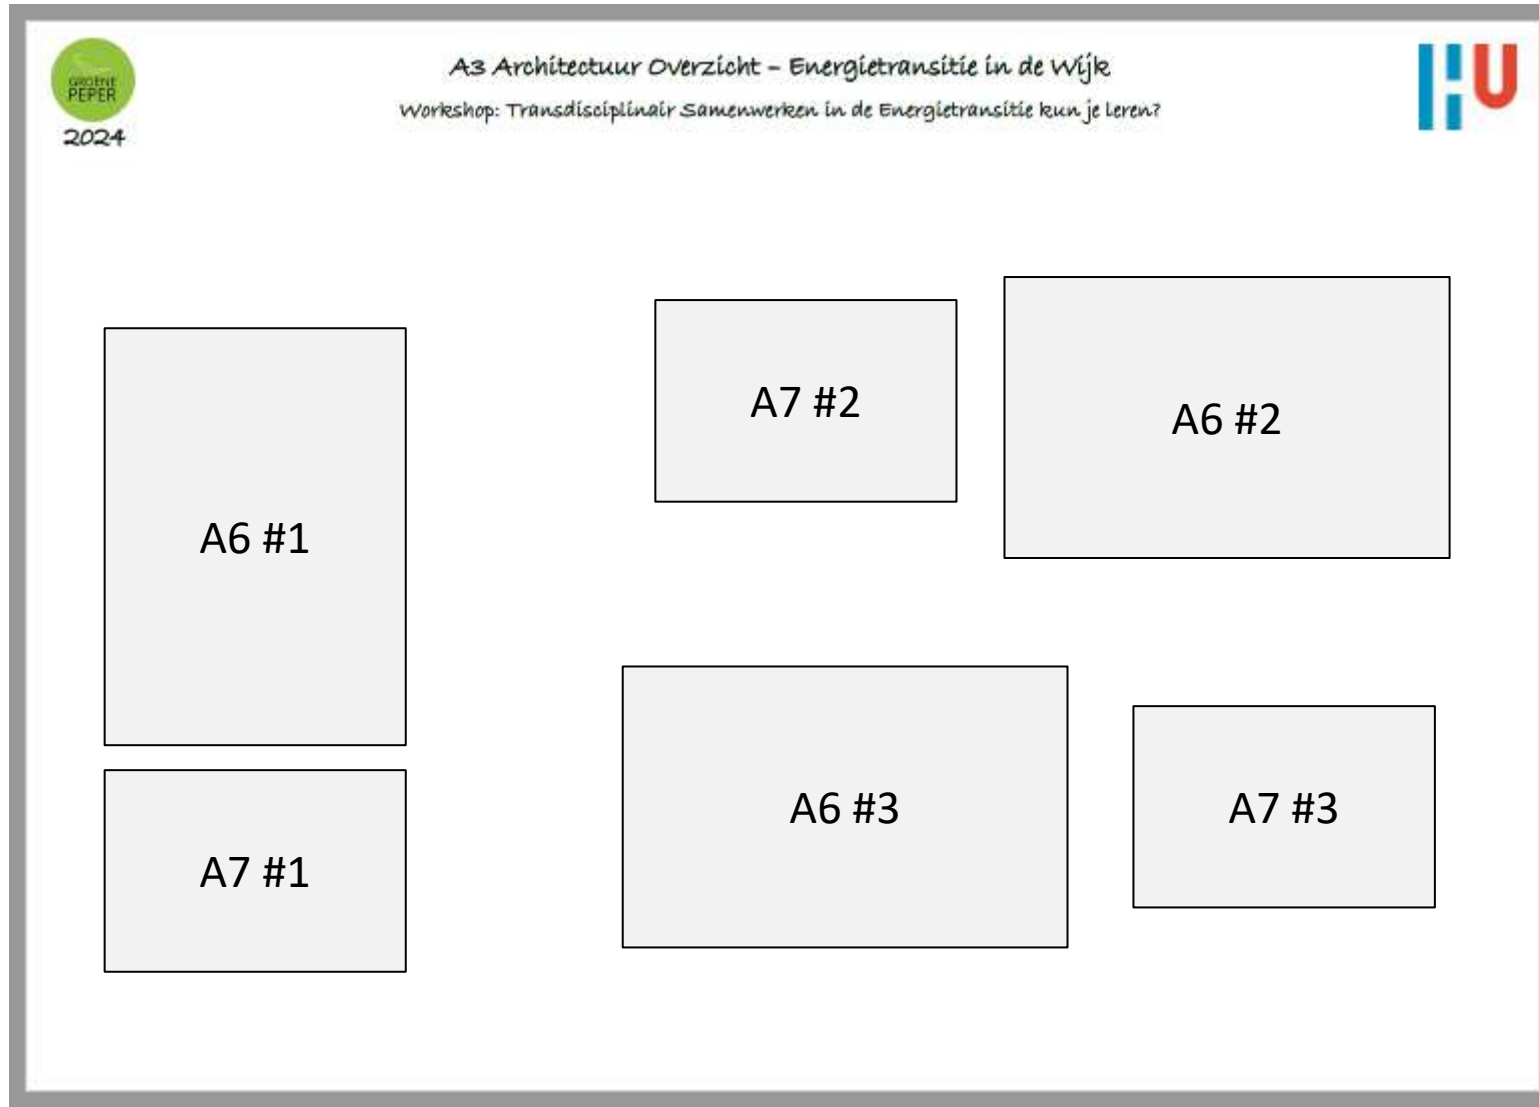 GROENE
PEPER
2024
A3 Architectuur Overzicht – Energietransitie in de Wijk
Workshop: Transdisciplinair Samenwerken in de Energietransitie kun je leren?
HU
A7 #2
A6 #2
A6 #1
A6 #3
A7 #3
A7 #1